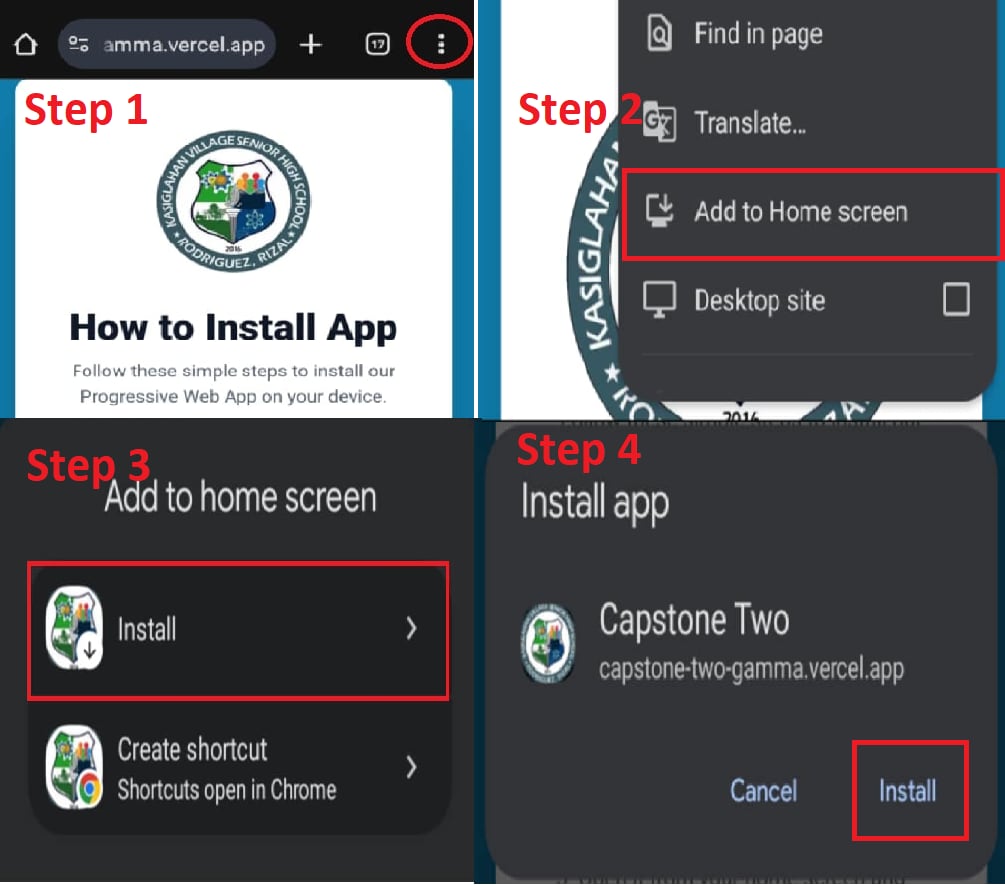 amma.vercel.app
17
Step 1
KASIGLAHAN VILLAGE SENIOR HIGH SCHOOL
2016
RODRIGUEZ, RIZAL
How to Install App
Follow these simple steps to install our
Progressive Web App on your device.
Step 2
Find in page
Translate...
Add to Home screen
Desktop site
KASIGLAHA
2016
Step 3
Add to home screen
Install
Create shortcut
Shortcuts open in Chrome
Step 4
Install app
Capstone Two
capstone-two-gamma.vercel.app
Cancel
Install